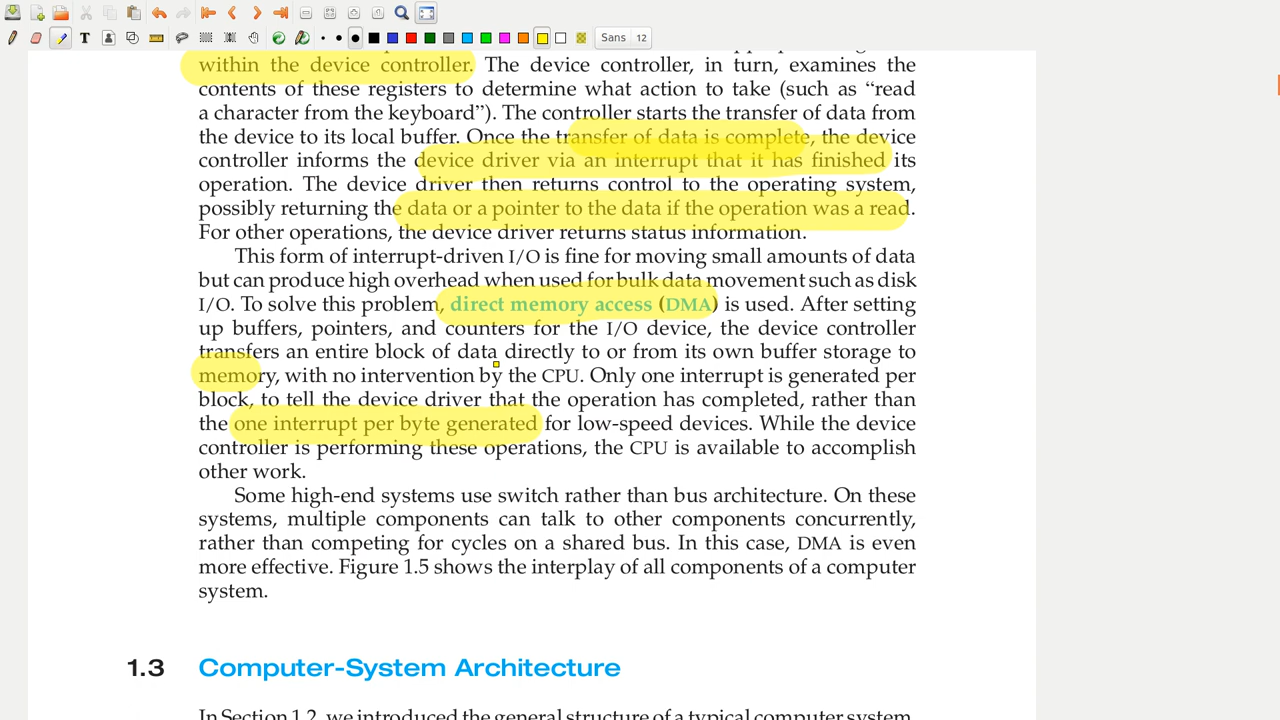 Sans 12
within the device controller. The device controller, in turn, examines the
contents of these registers to determine what action to take (such as “read
a character from the keyboard”). The controller starts the transfer of data from
the device to its local buffer. Once the transfer of data is complete, the device
controller informs the device driver via an interrupt that it has finished its
operation. The device driver then returns control to the operating system,
possibly returning the data or a pointer to the data if the operation was a read.
For other operations, the device driver returns status information.
This form of interrupt-driven I/O is fine for moving small amounts of data
but can produce high overhead when used for bulk data movement such as disk
I/O. To solve this problem, direct memory access (DMA) is used. After setting
up buffers, pointers, and counters for the I/O device, the device controller
transfers an entire block of data directly to or from its own buffer storage to
memory, with no intervention by the CPU. Only one interrupt is generated per
block, to tell the device driver that the operation has completed, rather than
the one interrupt per byte generated for low-speed devices. While the device
controller is performing these operations, the CPU is available to accomplish
other work.
Some high-end systems use switch rather than bus architecture. On these
systems, multiple components can talk to other components concurrently,
rather than competing for cycles on a shared bus. In this case, DMA is even
more effective. Figure 1.5 shows the interplay of all components of a computer
system.
1.3 Computer-System Architecture
In Section 1.2, we introduced the general structure of a typical computer system.